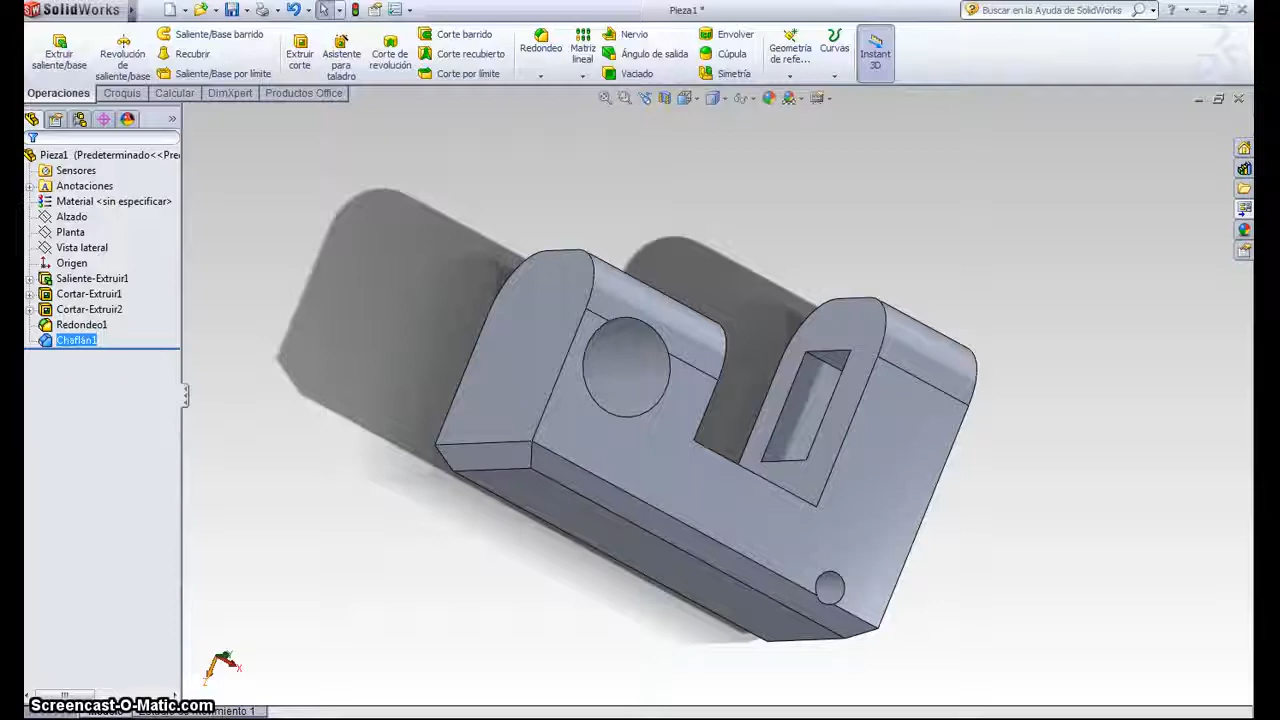 SolidWorks
Pieza1 *
Buscar en la Ayuda de SolidWorks
Extruir saliente/base
Revolución de saliente/base
Saliente/Base barrido
Recubrir
Saliente/Base por límite
Extruir corte
Asistente para taladro
Corte de revolución
Corte barrido
Corte recubierto
Corte por límite
Redondeo
Matriz lineal
Nervio
Ángulo de salida
Vaciado
Envolver
Cúpula
Simetría
Geometría de refe...
Curvas
Instant 3D
Operaciones
Croquis
Calcular
DimXpert
Productos Office
Pieza1 (Predeterminado<<Pre
Sensores
Anotaciones
Material <sin especificar>
Alzado
Planta
Vista lateral
Origen
Saliente-Extruir1
Cortar-Extruir1
Cortar-Extruir2
Redondeo1
Chaflán1
X
Screencast-O-Matic.com